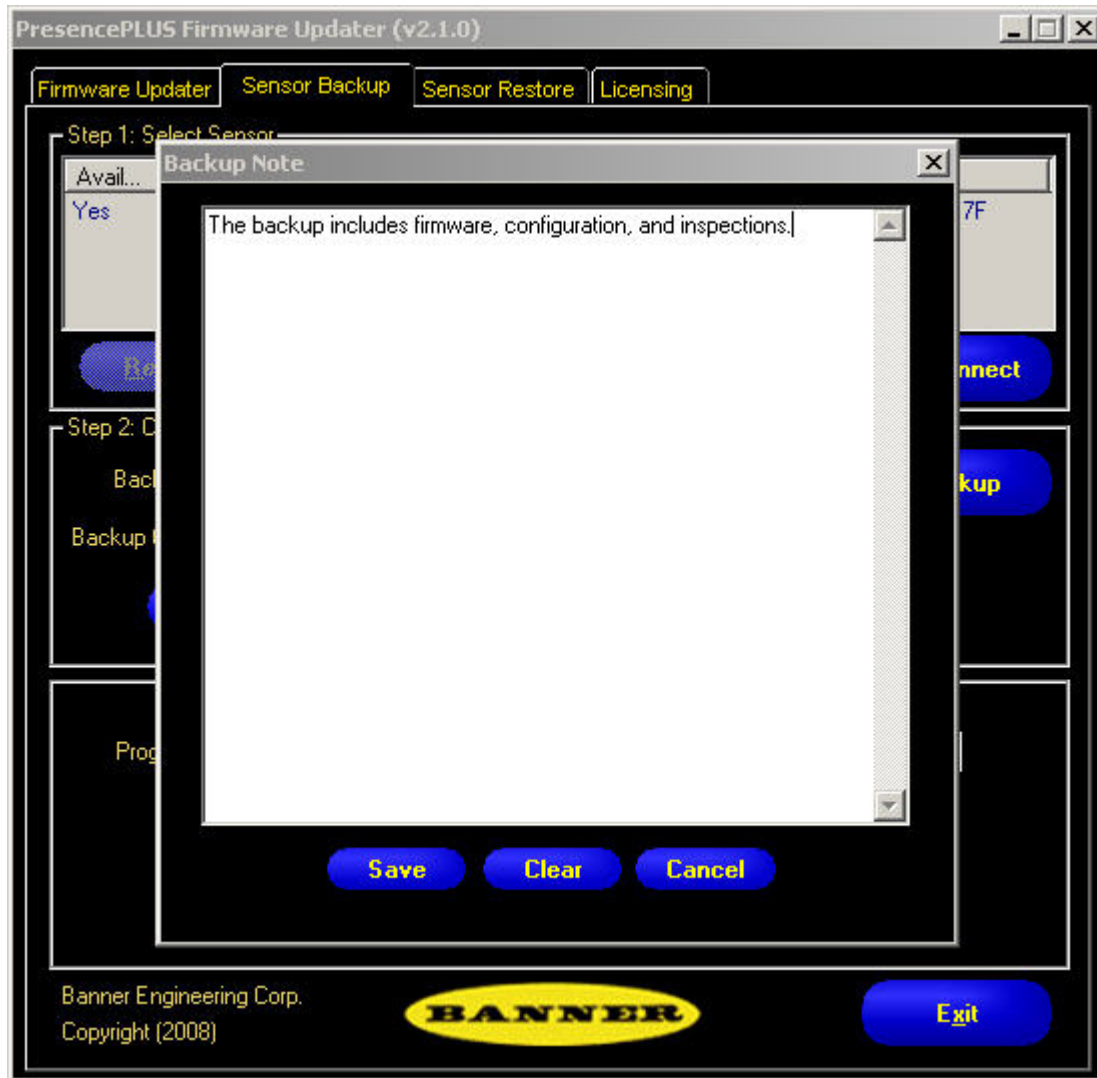 PresencePLUS Firmware Updater (v2.1.0)
Firmware Updater Sensor Backup Sensor Restore Licensing
Step 1: Select Sensor
Backup Note
Avail...
Yes 7F
The backup includes firmware, configuration, and inspections.
nnect
Step 2: C
Back
kup
Backup
Prog
Save Clear Cancel
Banner Engineering Corp.
Copyright (2008)
BANNER
Exit